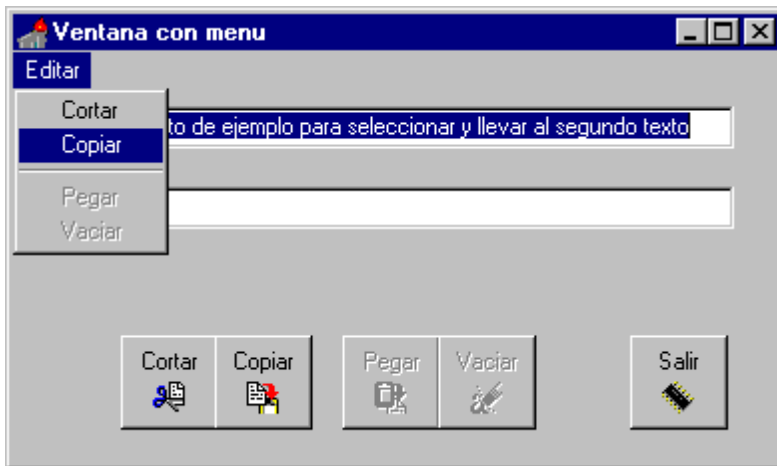 Ventana con menu
Editar
Cortar
to de ejemplo para seleccionar y llevar al segundo texto
Copiar
Pegar
Vaciar
Cortar Copiar Pegar Vaciar Salir